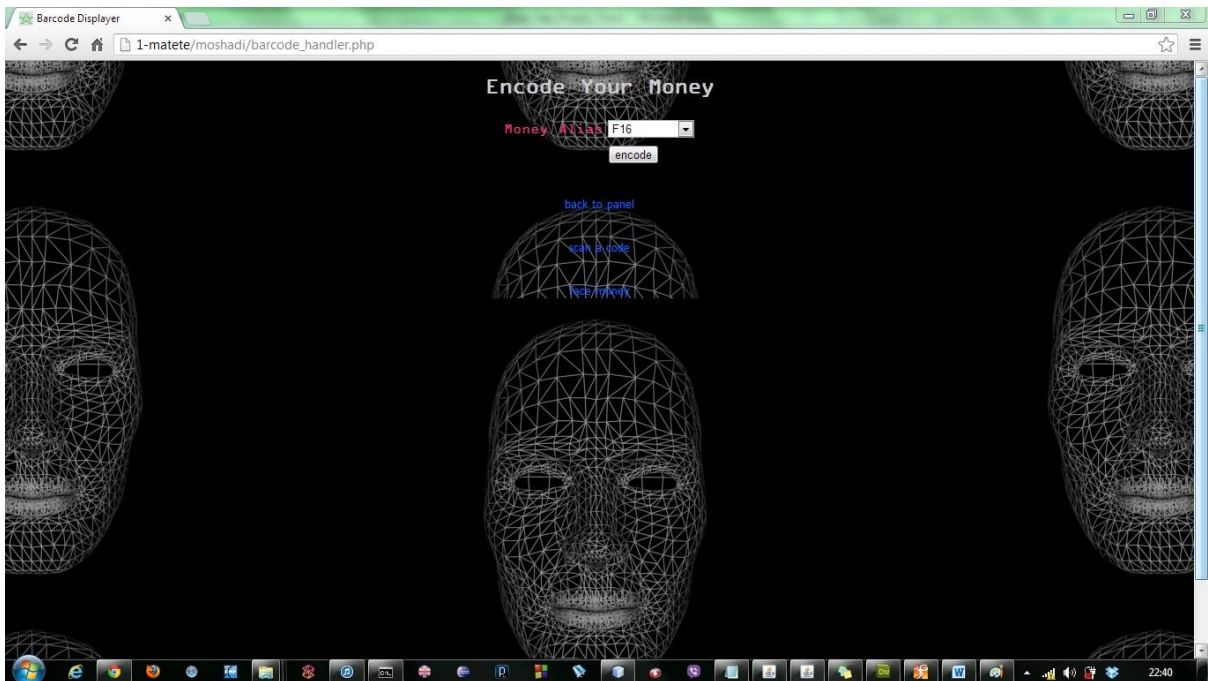 Barcode Displayer
1-matete/moshadi/barcode_handler.php
Encode Your Money
Money Alias F16
encode
back to panel
scan a code
face money
22:40